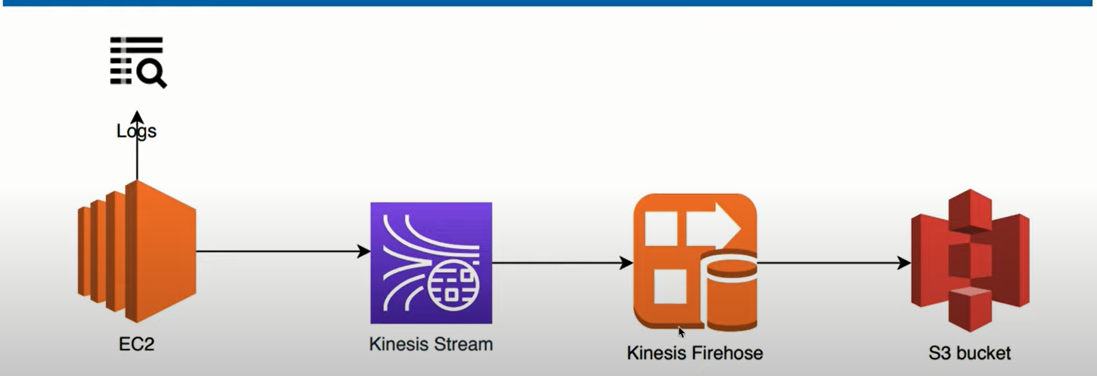 Logs
EC2
Kinesis Stream
Kinesis Firehose
S3 bucket